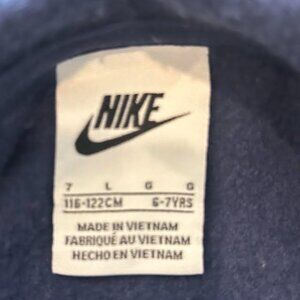 NIKE
7 L G G
116-122CM 6-7YRS
MADE IN VIETNAM
FABRIQUÉ AU VIETNAM
HECHO EN VIETNAM